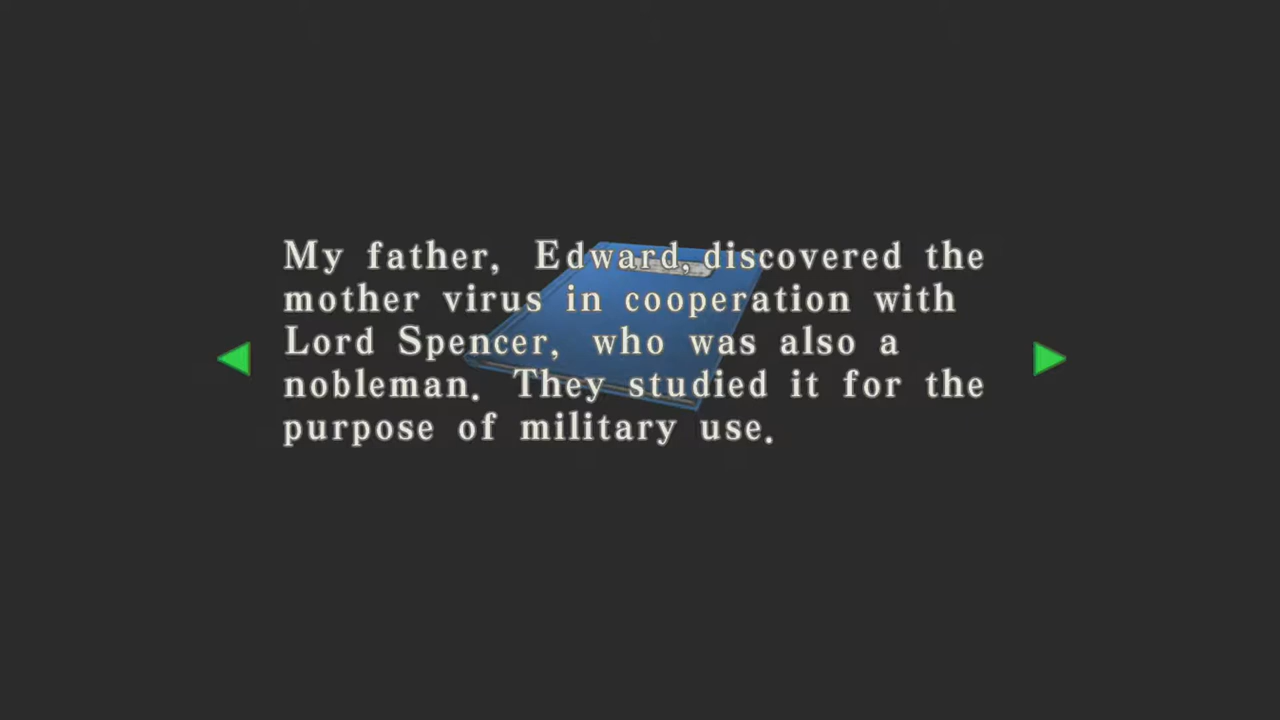 My father, Edward, discovered the
mother virus in cooperation with
Lord Spencer, who was also a
nobleman. They studied it for the
purpose of military use.